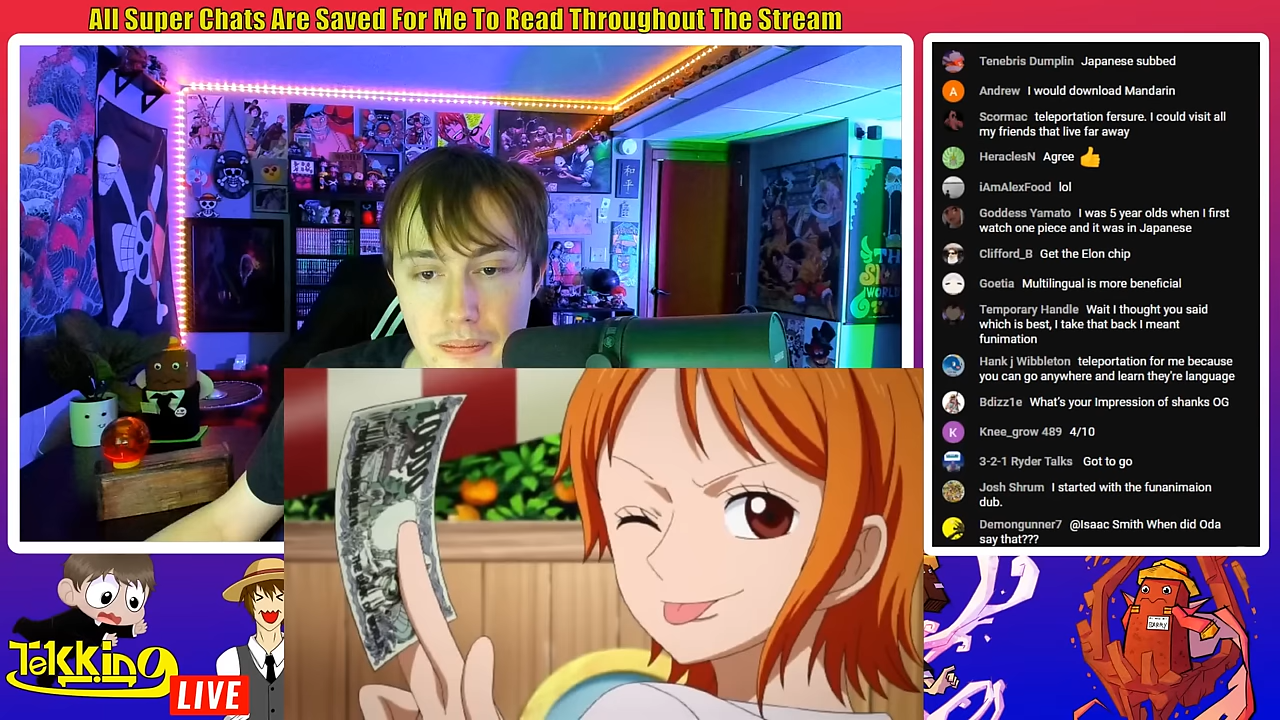 All Super Chats Are Saved For Me To Read Throughout The Stream
Tenebris Dumplin Japanese subbed
A Andrew I would download Mandarin
Scormac teleportation fersure. I could visit all
my friends that live far away
HeraclesN Agree 👍
iAmAlexFood lol
Goddess Yamato I was 5 year olds when I first
watch one piece and it was in Japanese
Clifford_B Get the Elon chip
Goetia Multilingual is more beneficial
Temporary Handle Wait I thought you said
which is best, I take that back I meant
funimation
Hank j Wibbleton teleportation for me because
you can go anywhere and learn they're language
Bdizz1e What's your Impression of shanks OG
K Knee_grow 489 4/10
3-2-1 Ryder Talks Got to go
Josh Shrum I started with the funanimaion
dub.
Demongunner7 @Isaac Smith When did Oda
say that???
和平
10000
TeKKing
LIVE
BARRY